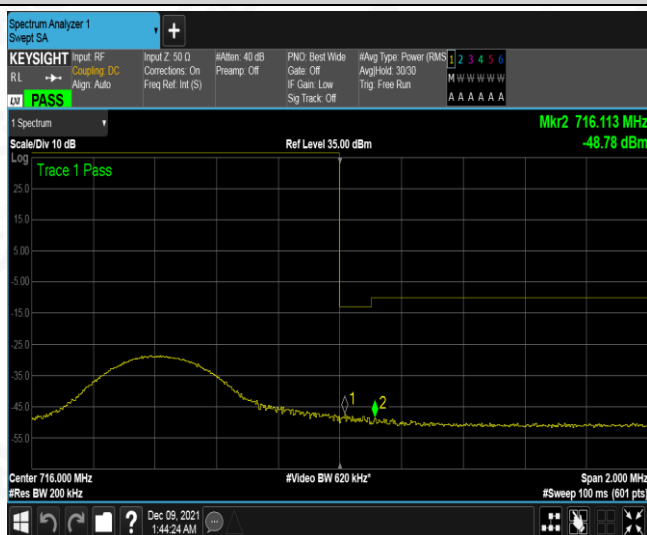 Spectrum Analyzer 1
Swept SA
+
KEYSIGHT
RL
LXI
PASS
Input: RF
Coupling: DC
Align: Auto
Input Z: 50 Ω
Corrections: On
Freq Ref: Int (S)
#Atten: 40 dB
Preamp: Off
PNO: Best Wide
Gate: Off
IF Gain: Low
Sig Track: Off
#Avg Type: Power (RMS
Avg|Hold: 30/30
Trig: Free Run
1 2 3 4 5 6
M W W W W W
A A A A A A
1 Spectrum
Mkr2 716.113 MHz
Scale/Div 10 dB
Ref Level 35.00 dBm
-48.78 dBm
Log
Trace 1 Pass
25.0
15.0
5.00
-5.00
-15.0
-25.0
-35.0
-45.0
-55.0
1
2
Center 716.000 MHz
#Video BW 620 kHz*
Span 2.000 MHz
#Res BW 200 kHz
#Sweep 100 ms (601 pts)
?
Dec 09, 2021
1:44:24 AM